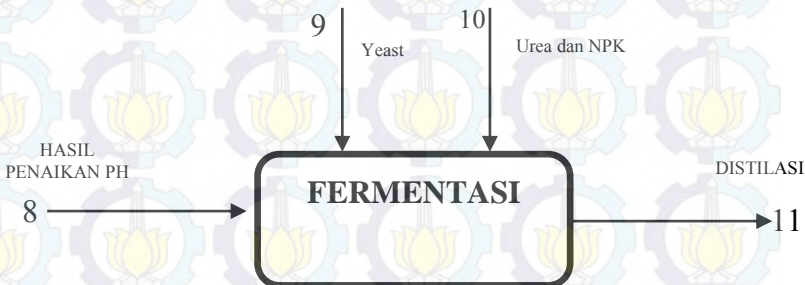 9
Yeast
10
Urea dan NPK
HASIL
PENAIKAN PH
8
FERMENTASI
DISTILASI
11